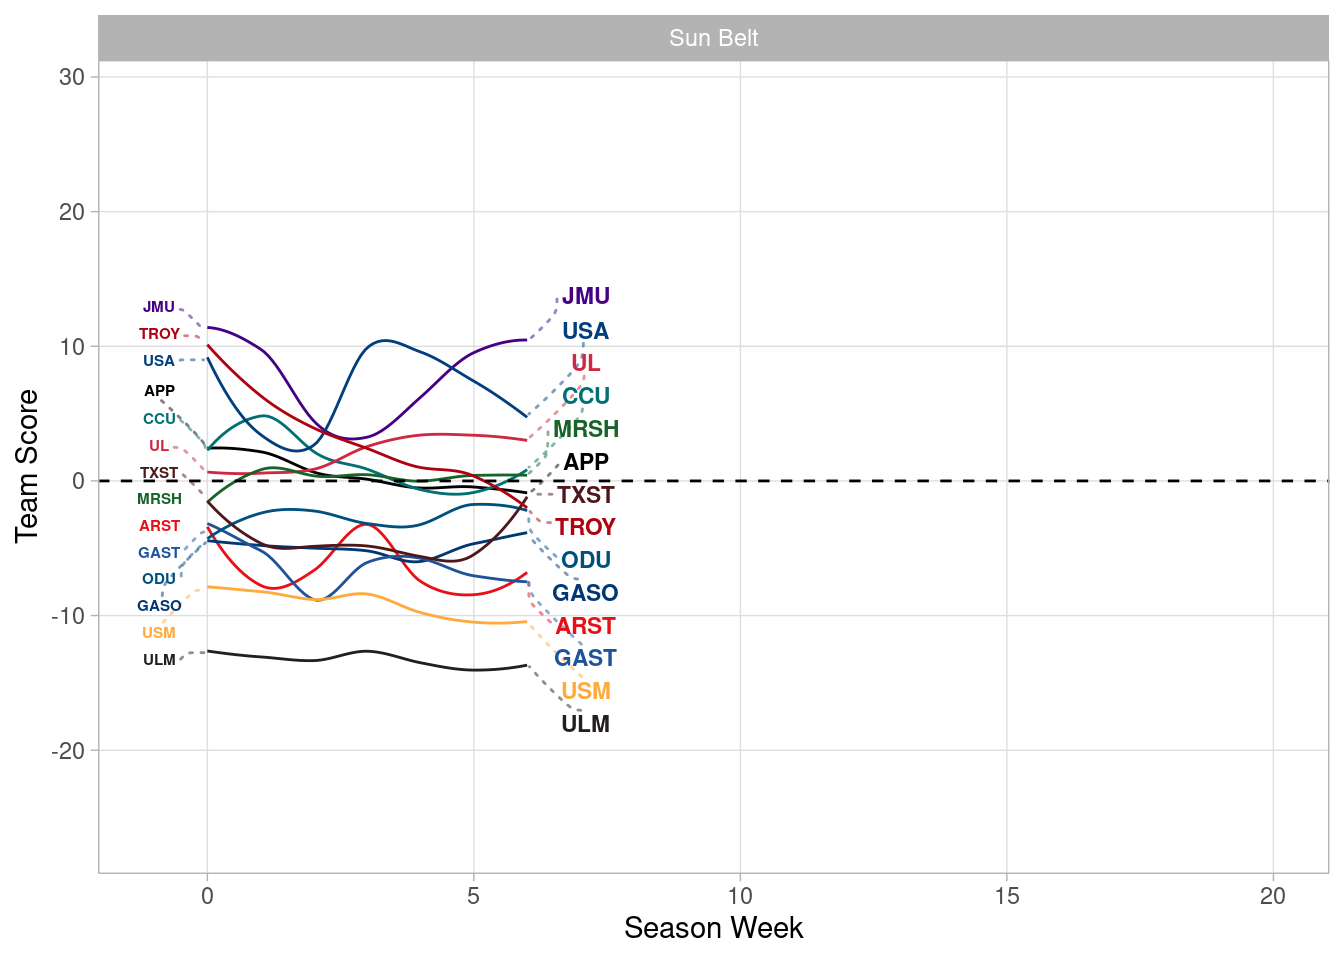 Sun Belt
Team Score
30
20
10
0
-10
-20
JMU
TROY
USA
APP
CCU
UL
TXST
MRSH
ARST
GAST
ODU
GASO
USM
ULM
JMU
USA
UL
CCU
MRSH
APP
TXST
TROY
ODU
GASO
ARST
GAST
USM
ULM
0 5 10 15 20
Season Week